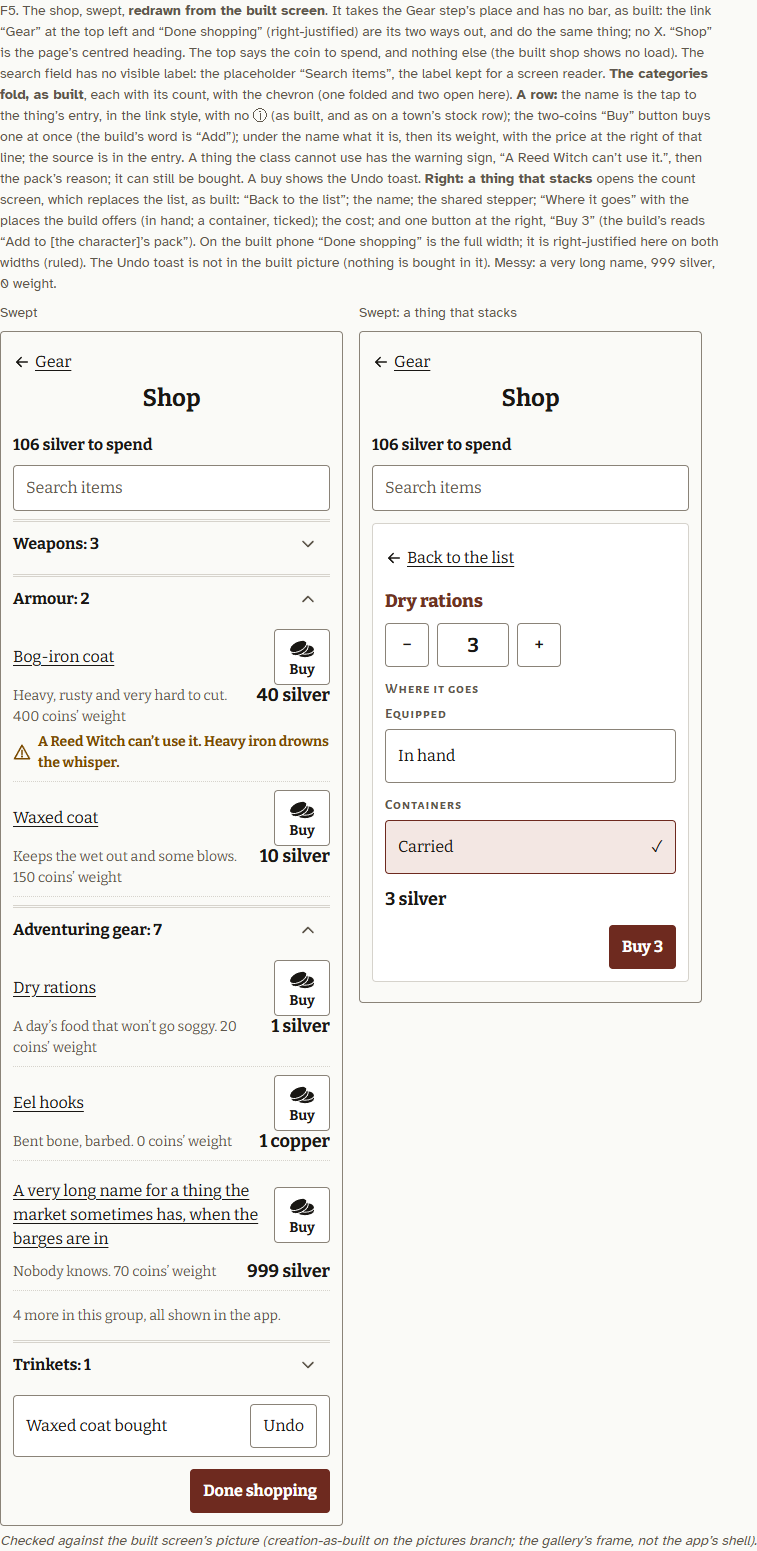 F5. The shop, swept, redrawn from the built screen. It takes the Gear step’s place and has no bar, as built: the link
“Gear” at the top left and “Done shopping” (right-justified) are its two ways out, and do the same thing; no X. “Shop”
is the page’s centred heading. The top says the coin to spend, and nothing else (the built shop shows no load). The
search field has no visible label: the placeholder “Search items”, the label kept for a screen reader. The categories
fold, as built, each with its count, with the chevron (one folded and two open here). A row: the name is the tap to
the thing’s entry, in the link style, with no ⓘ (as built, and as on a town’s stock row); the two-coins “Buy” button buys
one at once (the build’s word is “Add”); under the name what it is, then its weight, with the price at the right of that
line; the source is in the entry. A thing the class cannot use has the warning sign, “A Reed Witch can’t use it.”, then
the pack’s reason; it can still be bought. A buy shows the Undo toast. Right: a thing that stacks opens the count
screen, which replaces the list, as built: “Back to the list”; the name; the shared stepper; “Where it goes” with the
places the build offers (in hand; a container, ticked); the cost; and one button at the right, “Buy 3” (the build’s reads
“Add to [the character]’s pack”). On the built phone “Done shopping” is the full width; it is right-justified here on both
widths (ruled). The Undo toast is not in the built picture (nothing is bought in it). Messy: a very long name, 999 silver,
0 weight.
Swept
← Gear
Shop
106 silver to spend
Search items
Weapons: 3
Armour: 2
Bog-iron coat
Buy
Heavy, rusty and very hard to cut.
400 coins’ weight
40 silver
A Reed Witch can’t use it. Heavy iron drowns
the whisper.
Waxed coat
Buy
Keeps the wet out and some blows.
150 coins’ weight
10 silver
Adventuring gear: 7
Dry rations
Buy
A day’s food that won’t go soggy. 20
coins’ weight
1 silver
Eel hooks
Buy
Bent bone, barbed. 0 coins’ weight
1 copper
A very long name for a thing the
market sometimes has, when the
barges are in
Buy
Nobody knows. 70 coins’ weight
999 silver
4 more in this group, all shown in the app.
Trinkets: 1
Waxed coat bought
Undo
Done shopping
Swept: a thing that stacks
← Gear
Shop
106 silver to spend
Search items
← Back to the list
Dry rations
− 3 +
Where it goes
Equipped
In hand
Containers
Carried ✓
3 silver
Buy 3
Checked against the built screen’s picture (creation-as-built on the pictures branch; the gallery’s frame, not the app’s shell).